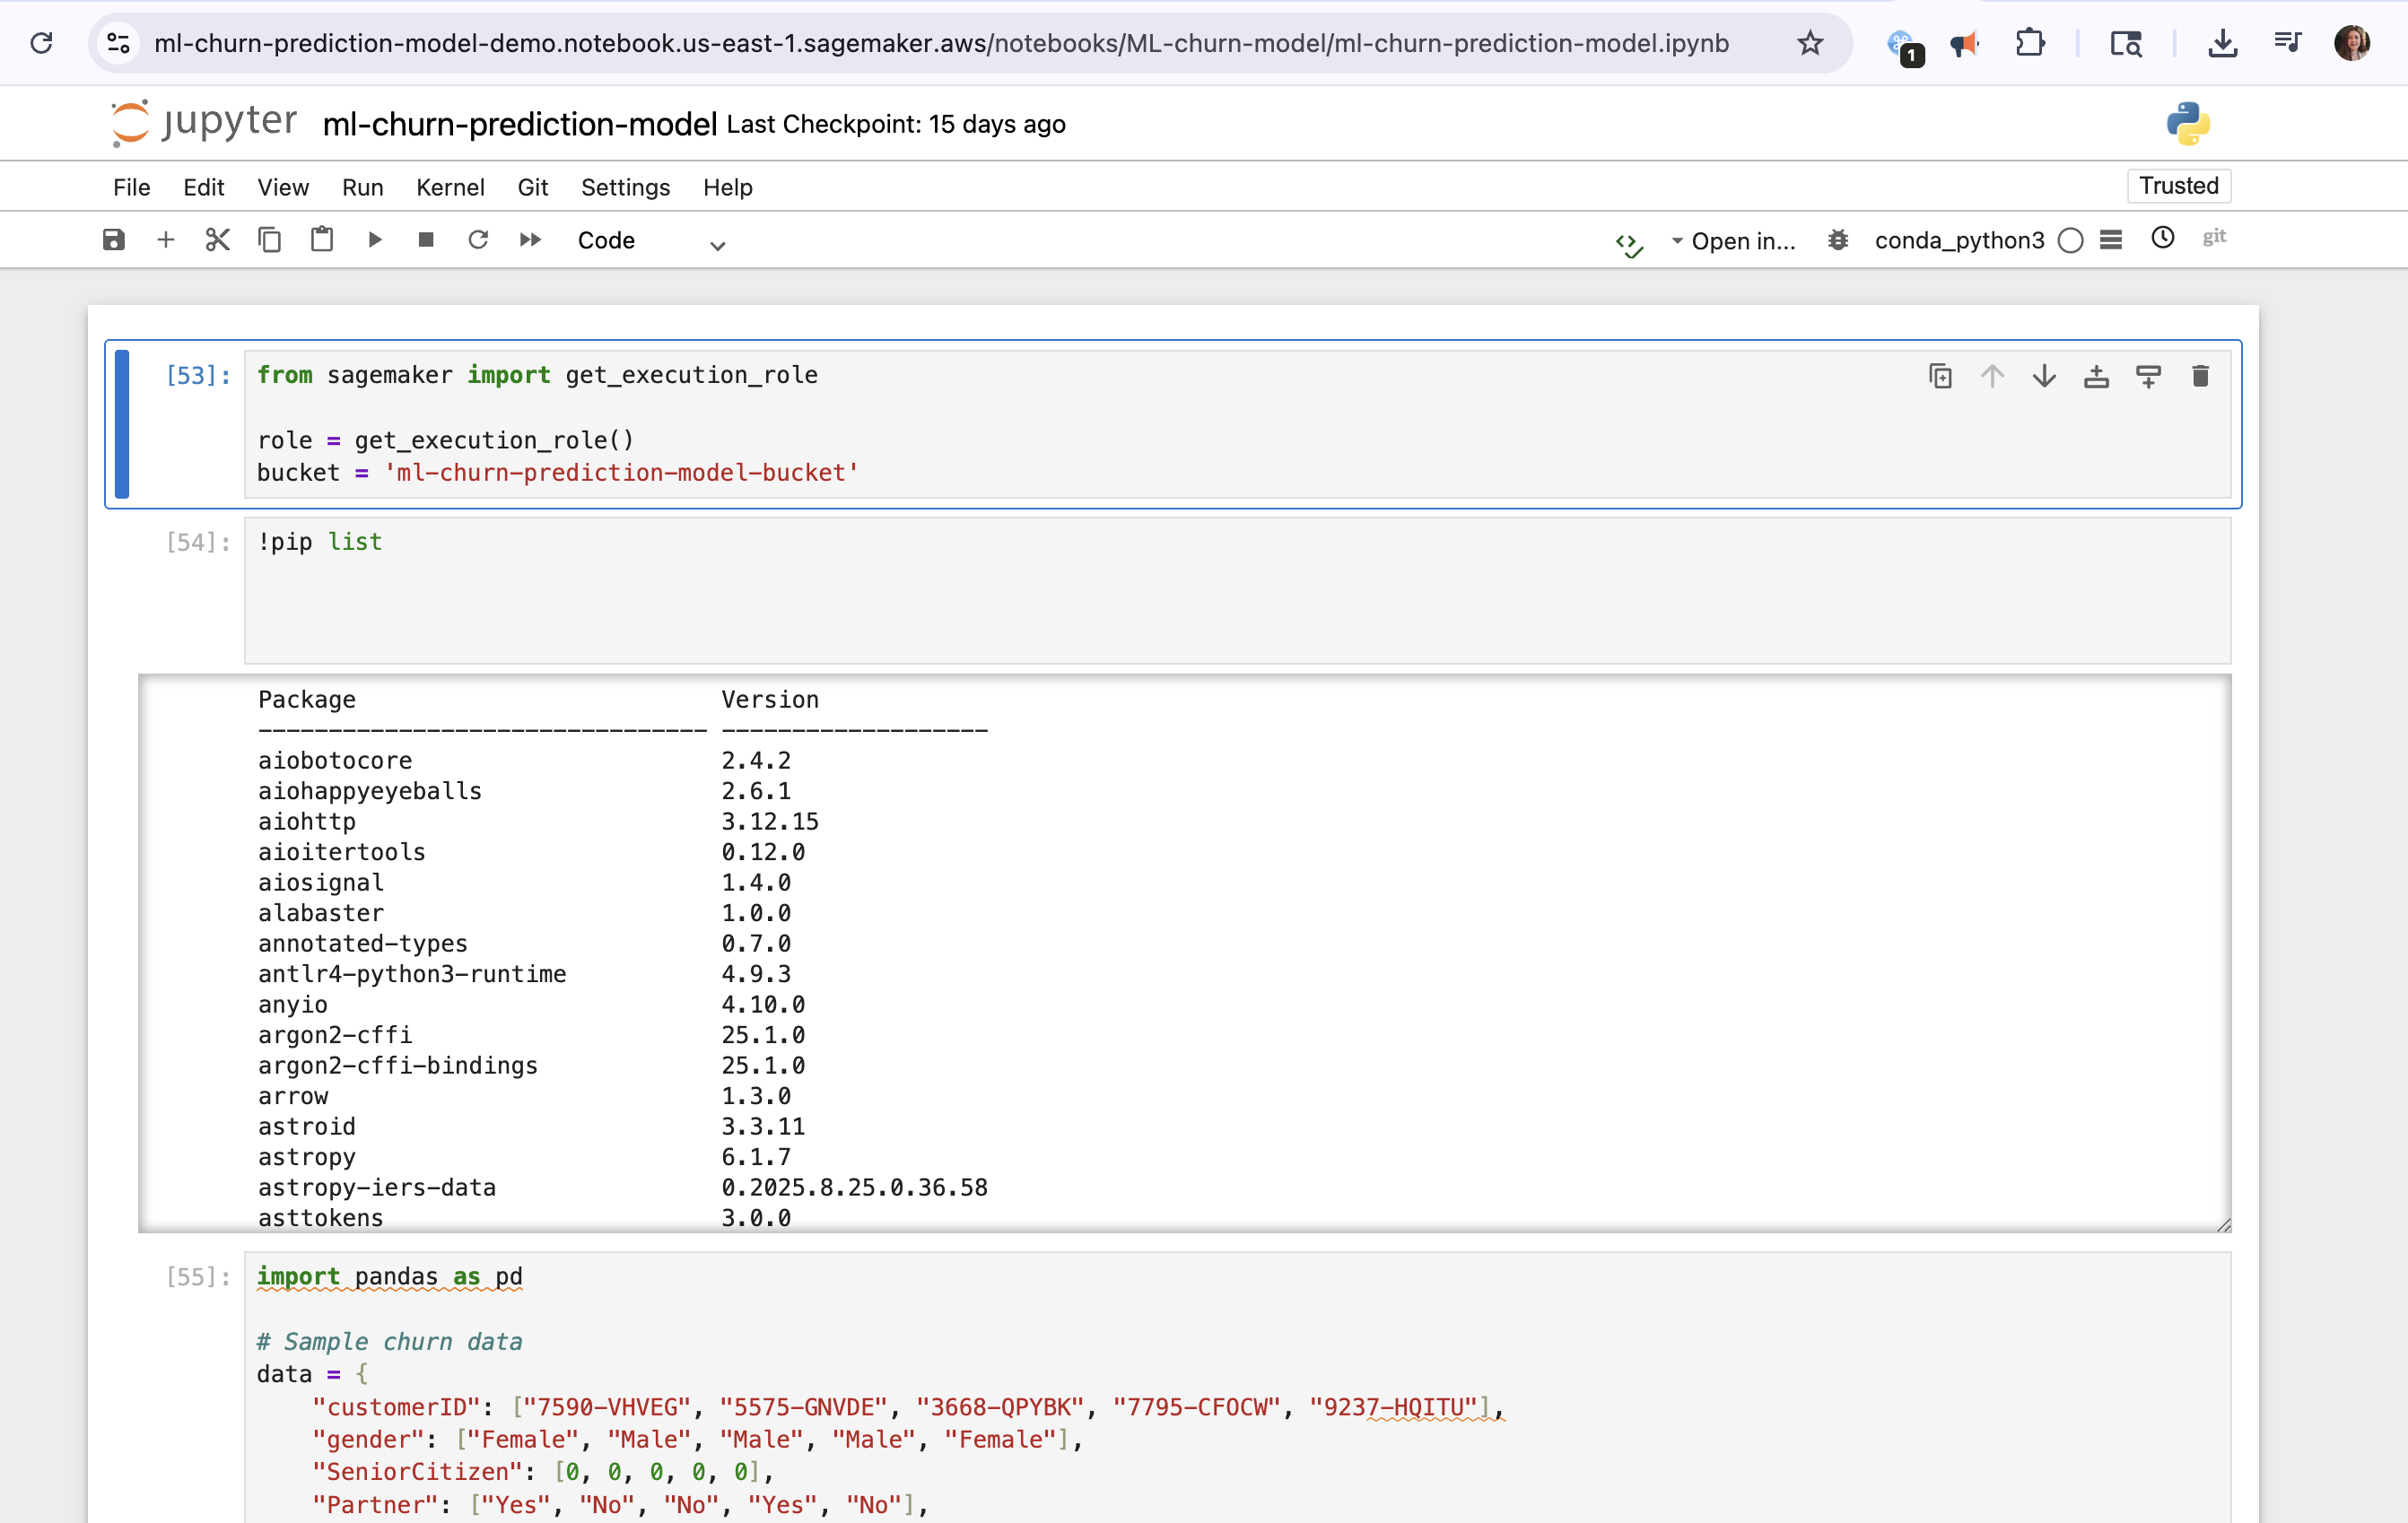 ml-churn-prediction-model-demo.notebook.us-east-1.sagemaker.aws/notebooks/ML-churn-model/ml-churn-prediction-model.ipynb
1
jupyter ml-churn-prediction-model Last Checkpoint: 15 days ago
File Edit View Run Kernel Git Settings Help
Trusted
Code
Open in...
conda_python3
git
[53]:
from sagemaker import get_execution_role
role = get_execution_role()
bucket = 'ml-churn-prediction-model-bucket'
[54]:
!pip list
Package Version
-------------------------------- -------------------
aiobotocore 2.4.2
aiohappyeyeballs 2.6.1
aiohttp 3.12.15
aioitertools 0.12.0
aiosignal 1.4.0
alabaster 1.0.0
annotated-types 0.7.0
antlr4-python3-runtime 4.9.3
anyio 4.10.0
argon2-cffi 25.1.0
argon2-cffi-bindings 25.1.0
arrow 1.3.0
astroid 3.3.11
astropy 6.1.7
astropy-iers-data 0.2025.8.25.0.36.58
asttokens 3.0.0
[55]:
import pandas as pd
# Sample churn data
data = {
"customerID": ["7590-VHVEG", "5575-GNVDE", "3668-QPYBK", "7795-CFOCW", "9237-HQITU"],
"gender": ["Female", "Male", "Male", "Male", "Female"],
"SeniorCitizen": [0, 0, 0, 0, 0],
"Partner": ["Yes", "No", "No", "Yes", "No"],